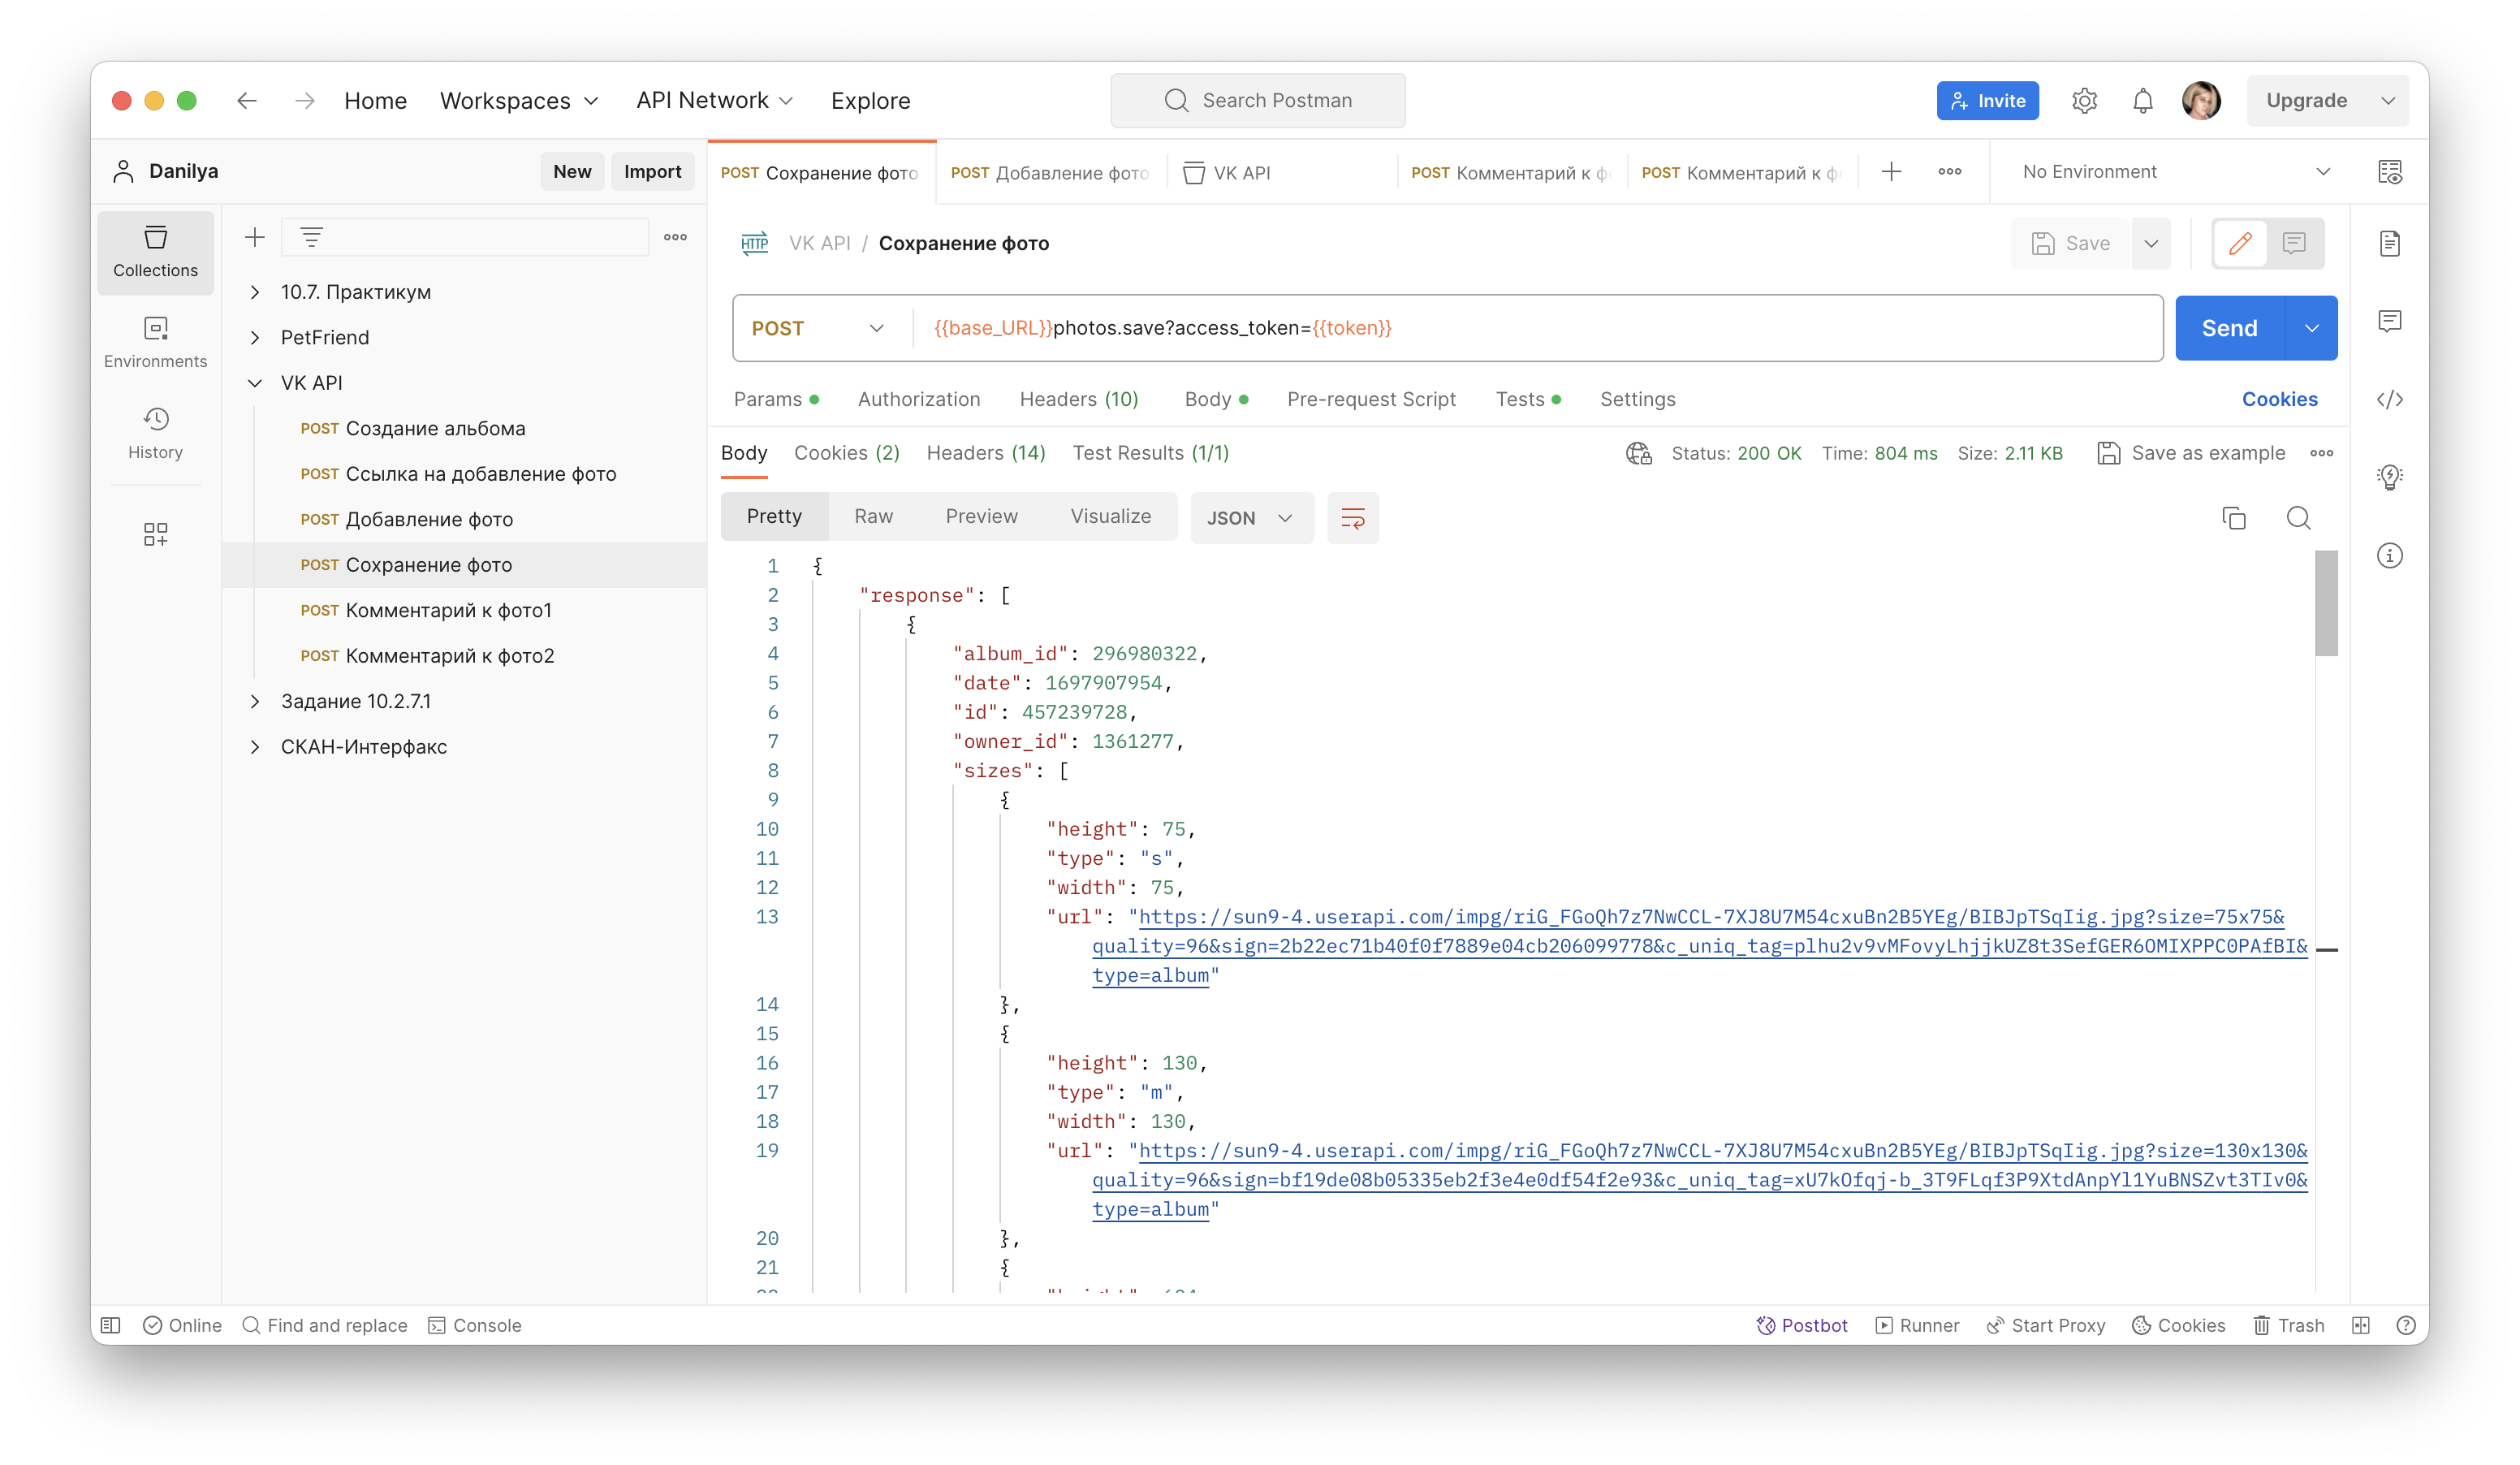 Home Workspaces API Network Explore Search Postman Invite Upgrade
Danilya New Import
POST Сохранение фото POST Добавление фото VK API POST Комментарий к ф POST Комментарий к ф No Environment
Collections
Environments
History
10.7. Практикум
PetFriend
VK API
POST Создание альбома
POST Ссылка на добавление фото
POST Добавление фото
POST Сохранение фото
POST Комментарий к фото1
POST Комментарий к фото2
Задание 10.2.7.1
СКАН-Интерфакс
HTTP VK API / Сохранение фото Save
POST {{base_URL}}photos.save?access_token={{token}} Send
Params Authorization Headers (10) Body Pre-request Script Tests Settings Cookies
Body Cookies (2) Headers (14) Test Results (1/1) Status: 200 OK Time: 804 ms Size: 2.11 KB Save as example
Pretty Raw Preview Visualize JSON
1 {
2 "response": [
3 {
4 "album_id": 296980322,
5 "date": 1697907954,
6 "id": 457239728,
7 "owner_id": 1361277,
8 "sizes": [
9 {
10 "height": 75,
11 "type": "s",
12 "width": 75,
13 "url": "https://sun9-4.userapi.com/impg/riG_FGoQh7z7NwCCL-7XJ8U7M54cxuBn2B5YEg/BIBJpTSqIig.jpg?size=75x75&
quality=96&sign=2b22ec71b40f0f7889e04cb206099778&c_uniq_tag=plhu2v9vMFovyLhjjkUZ8t3SefGER6OMIXPPC0PAfBI&
type=album"
14 },
15 {
16 "height": 130,
17 "type": "m",
18 "width": 130,
19 "url": "https://sun9-4.userapi.com/impg/riG_FGoQh7z7NwCCL-7XJ8U7M54cxuBn2B5YEg/BIBJpTSqIig.jpg?size=130x130&
quality=96&sign=bf19de08b05335eb2f3e4e0df54f2e93&c_uniq_tag=xU7kOfqj-b_3T9FLqf3P9XtdAnpYl1YuBNSZvt3TIv0&
type=album"
20 },
21 {
Online Find and replace Console Postbot Runner Start Proxy Cookies Trash